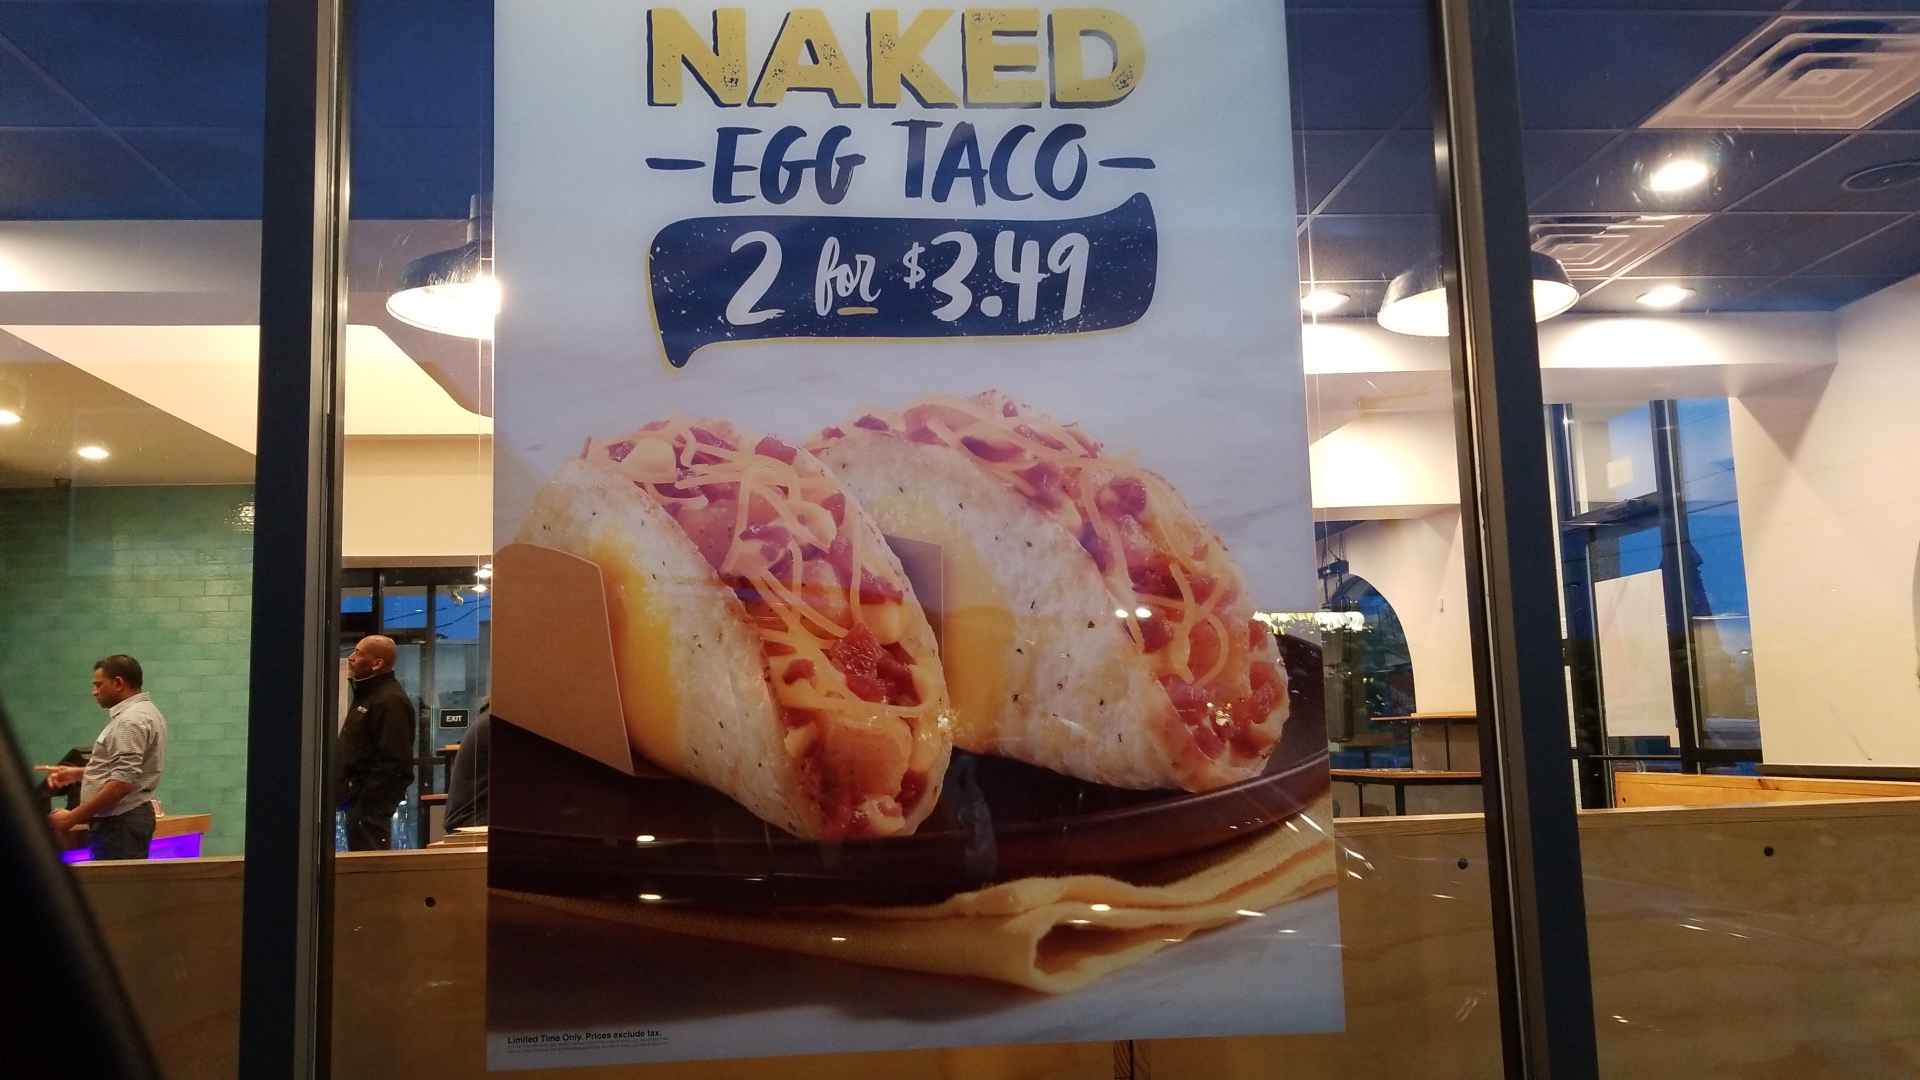 NAKED
-EGG TACO-
2 for $3.49
EXIT
Limited Time Only. Prices exclude tax.